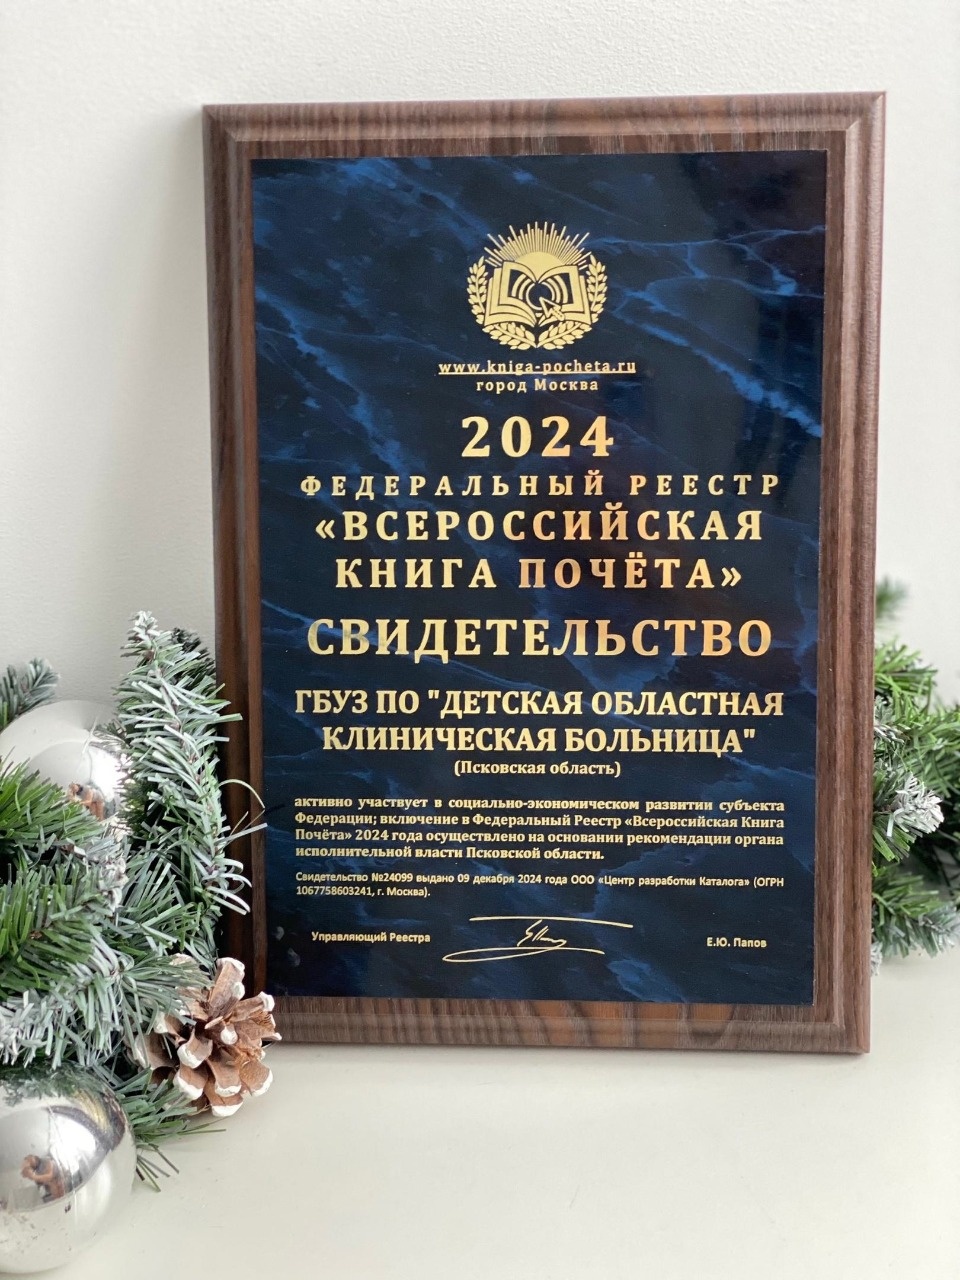 www.kniga-pocheta.ru
город Москва
2024
ФЕДЕРАЛЬНЫЙ РЕЕСТР
«ВСЕРОССИЙСКАЯ
КНИГА ПОЧЁТА»
СВИДЕТЕЛЬСТВО
ГБУЗ ПО "ДЕТСКАЯ ОБЛАСТНАЯ
КЛИНИЧЕСКАЯ БОЛЬНИЦА"
(Псковская область)
активно участвует в социально-экономическом развитии субъекта
Федерации; включение в Федеральный Реестр «Всероссийская Книга
Почёта» 2024 года осуществлено на основании рекомендации органа
исполнительной власти Псковской области.
Свидетельство №24099 выдано 09 декабря 2024 года ООО «Центр разработки Каталога» (ОГРН
1067758603241, г. Москва).
Управляющий Реестра Е.Ю. Папов